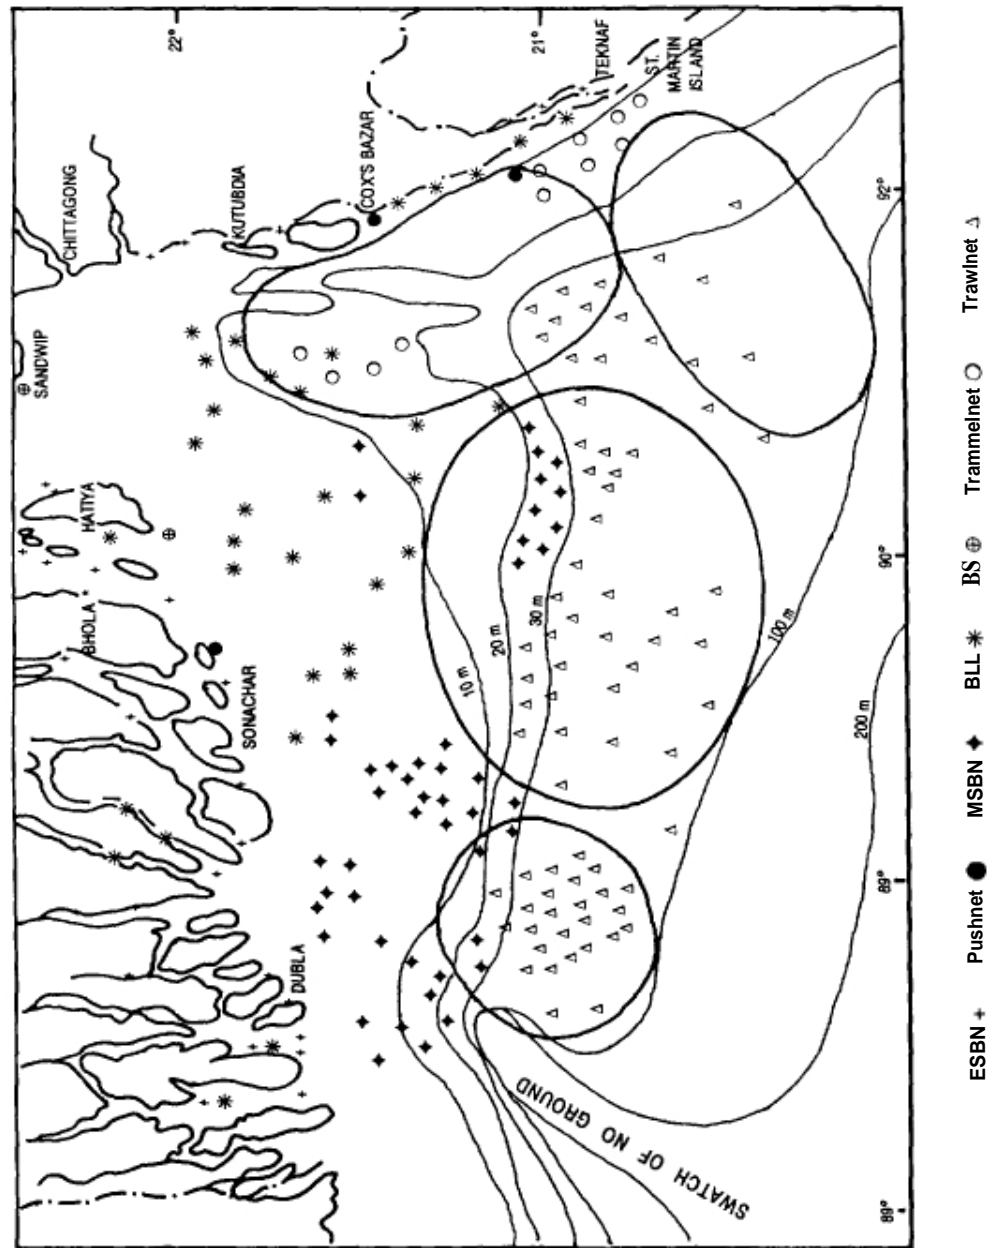 22°
21°
CHITTAGONG
KUTUBDIA
COX'S BAZAR
TEKNAF
ST.
MARTIN
ISLAND
92°
SANDWIP
HATIYA
BHOLA
SONACHAR
DUBLA
90°
10 m
20 m
30 m
100 m
200 m
89°
SWATCH OF NO GROUND
89°
ESBN + Pushnet ● MSBN ✦ BLL ✳ BS ⊕ Trammelnet ○ Trawlnet △